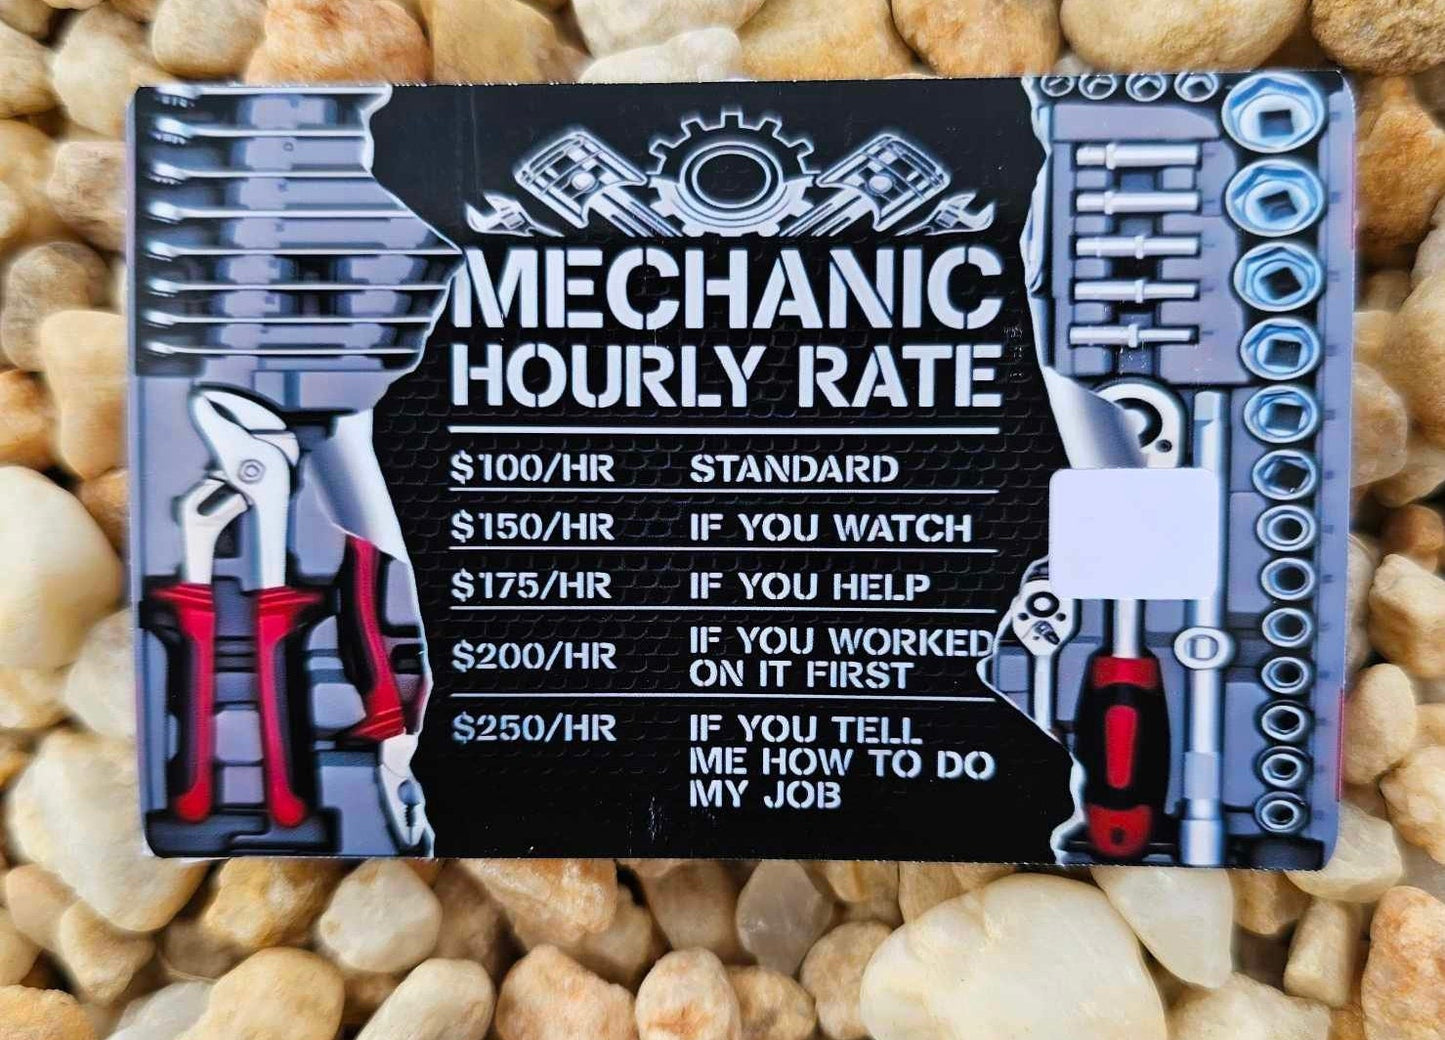 MECHANIC
HOURLY RATE
$100/HR STANDARD
$150/HR IF YOU WATCH
$175/HR IF YOU HELP
$200/HR IF YOU WORKED
ON IT FIRST
$250/HR IF YOU TELL
ME HOW TO DO
MY JOB